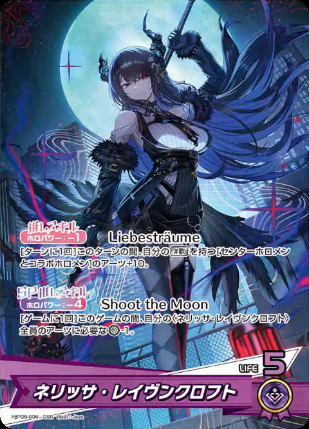 推しスキル
ホロパワー：－1 Liebesträume
[ターンに1回]このターンの間、自分の を持つ[センターホロメン
とコラボホロメン]のアーツ+10。
SP推しスキル
ホロパワー：－4 Shoot the Moon
[ゲームに1回]このゲームの間、自分の〈ネリッサ・レイヴンクロフト〉
全員のアーツに必要な -1。
LIFE 5
ネリッサ・レイヴンクロフト